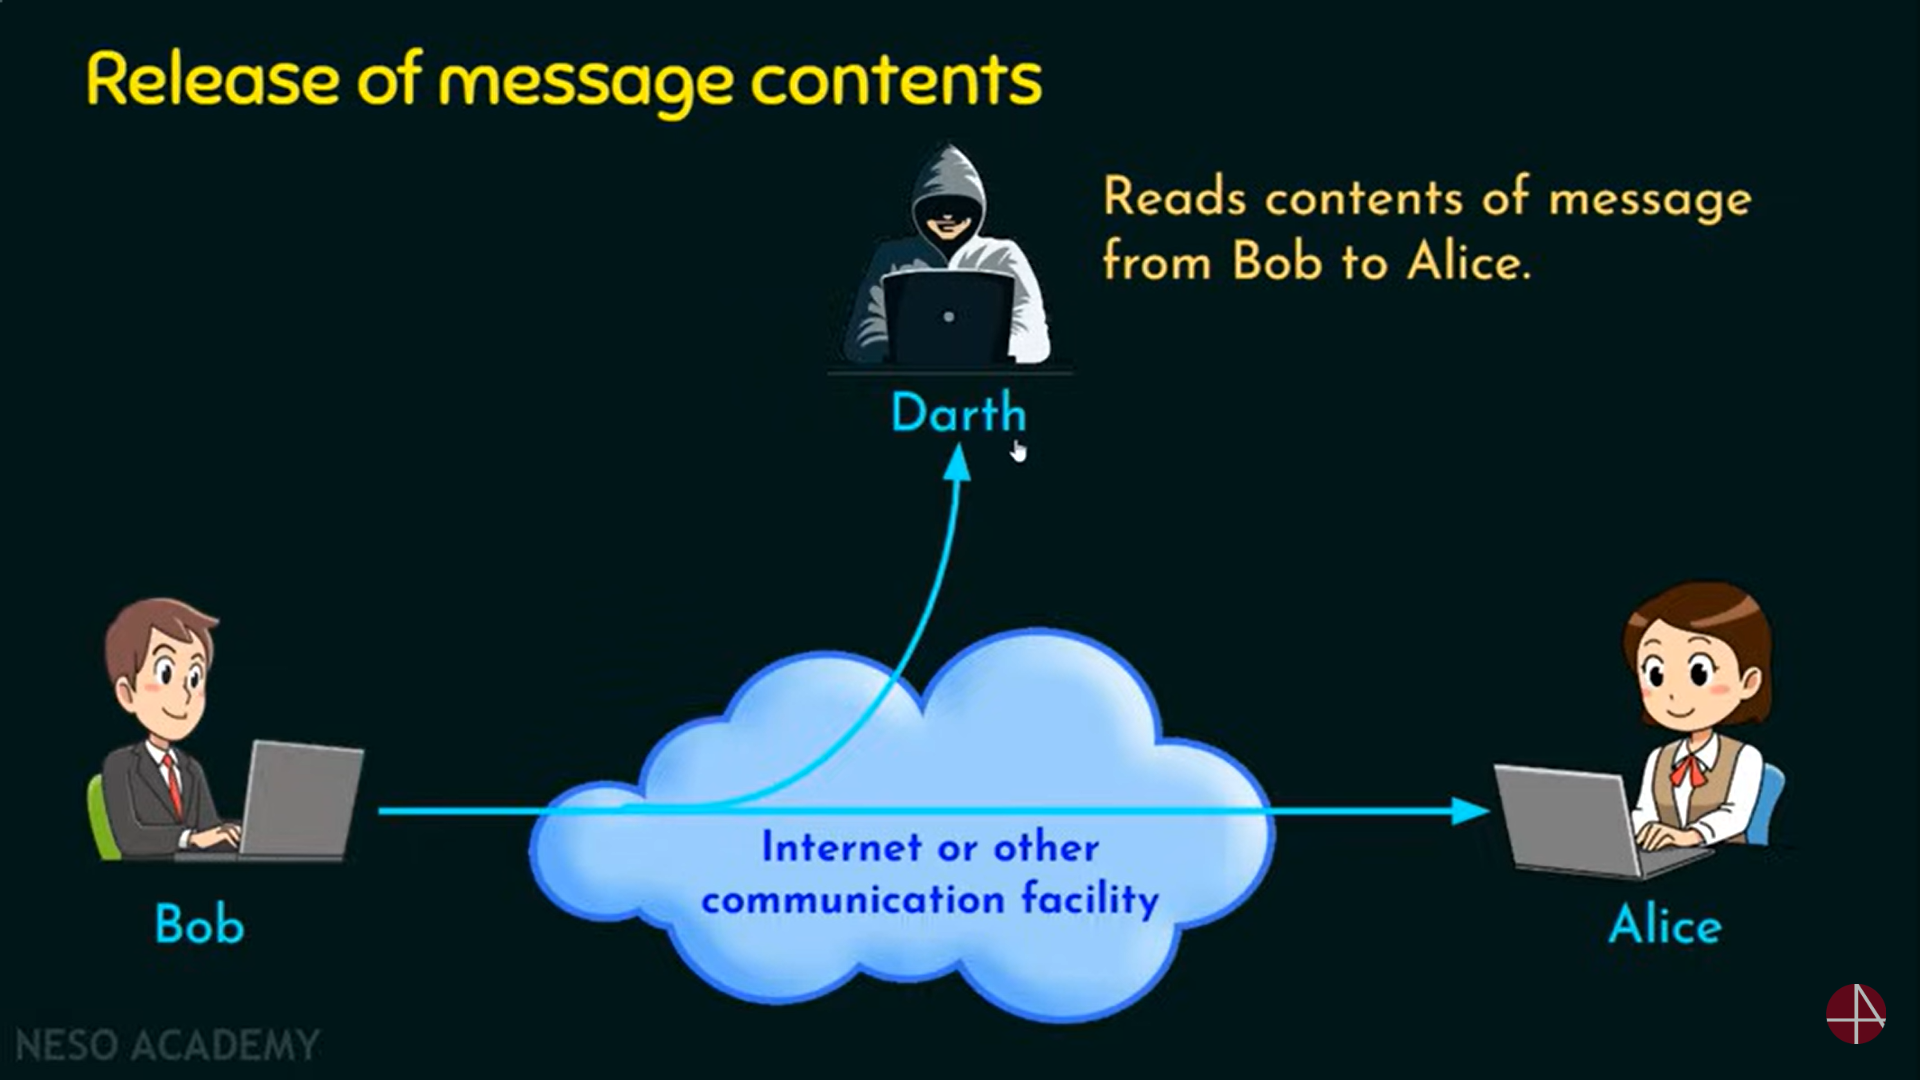 Release of message contents
Reads contents of message
from Bob to Alice.
Darth
Internet or other
communication facility
Bob
Alice
NESO ACADEMY